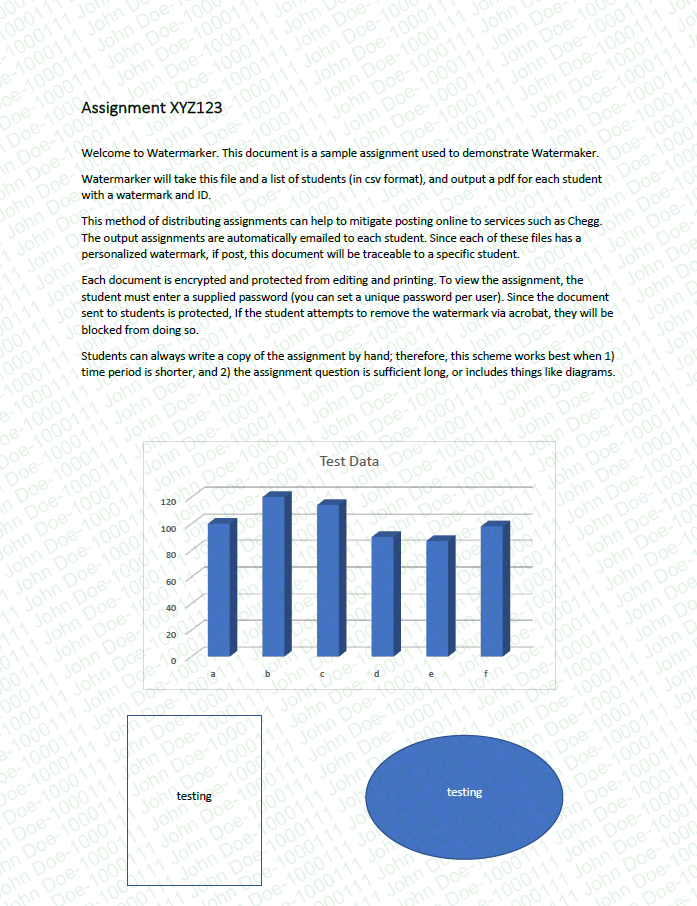 Assignment XYZ123
Welcome to Watermarker. This document is a sample assignment used to demonstrate Watermaker.
Watermarker will take this file and a list of students (in csv format), and output a pdf for each student
with a watermark and ID.
This method of distributing assignments can help to mitigate posting online to services such as Chegg.
The output assignments are automatically emailed to each student. Since each of these files has a
personalized watermark, if post, this document will be traceable to a specific student.
Each document is encrypted and protected from editing and printing. To view the assignment, the
student must enter a supplied password (you can set a unique password per user). Since the document
sent to students is protected, If the student attempts to remove the watermark via acrobat, they will be
blocked from doing so.
Students can always write a copy of the assignment by hand; therefore, this scheme works best when 1)
time period is shorter, and 2) the assignment question is sufficient long, or includes things like diagrams.
Test Data
120
100
80
60
40
20
0
a b c d e f
testing
testing
John Doe-1000111